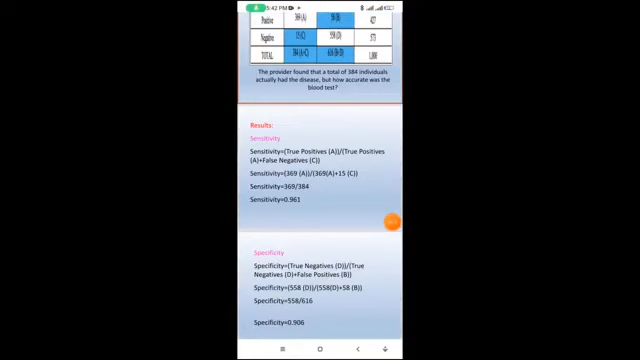 5:42 PM
Positive 369 (A) 58 (B) 427
Negative 15 (C) 558 (D) 573
TOTAL 384 (A+C) 616 (B+D) 1,000
The provider found that a total of 384 individuals
actually had the disease, but how accurate was the
blood test?
Results:
Sensitivity
Sensitivity=(True Positives (A))/(True Positives
(A)+False Negatives (C))
Sensitivity=(369 (A))/(369(A)+15 (C))
Sensitivity=369/384
Sensitivity=0.961
Specificity
Specificity=(True Negatives (D))/(True
Negatives (D)+False Positives (B))
Specificity=(558 (D))/(558(D)+58 (B))
Specificity=558/616
Specificity=0.906